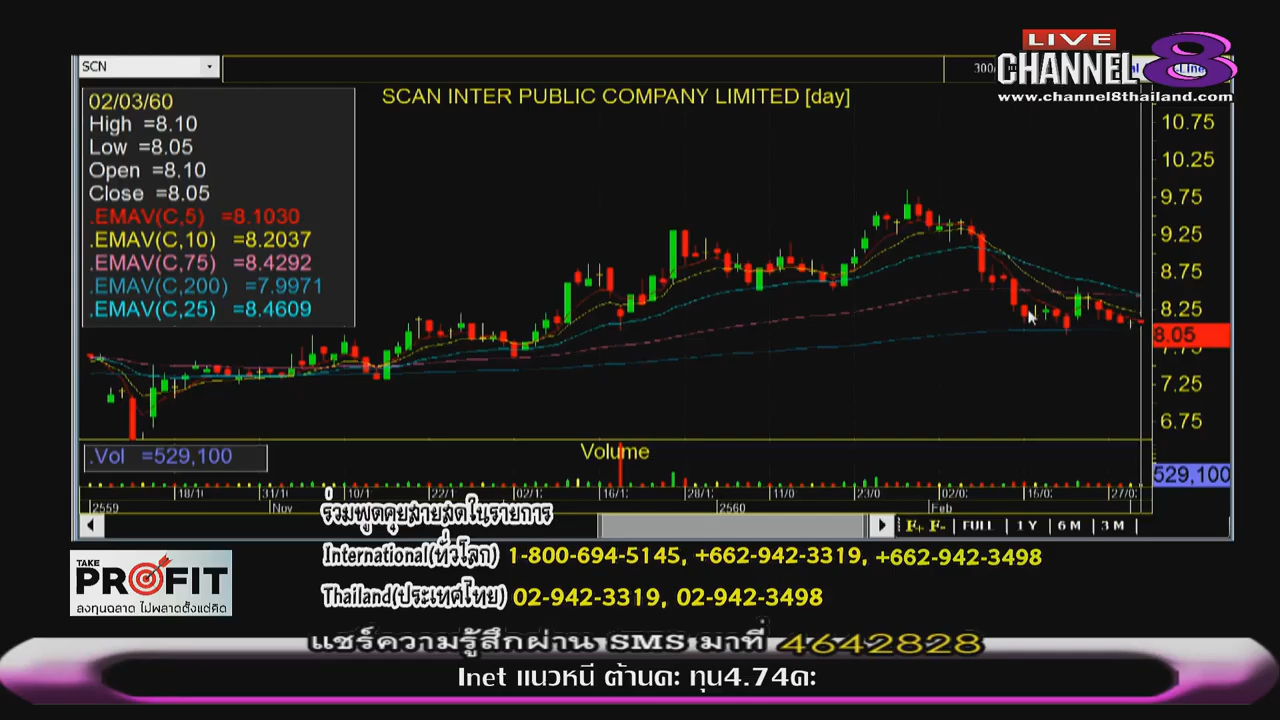 LIVE
CHANNEL 8
www.channel8thailand.com
SCN
300/
SCAN INTER PUBLIC COMPANY LIMITED [day]
02/03/60
High =8.10
Low =8.05
Open =8.10
Close =8.05
.EMAV(C,5) =8.1030
.EMAV(C,10) =8.2037
.EMAV(C,75) =8.4292
.EMAV(C,200) =7.9971
.EMAV(C,25) =8.4609
10.75
10.25
9.75
9.25
8.75
8.25
8.05
7.75
7.25
6.75
.Vol =529,100
Volume
529,100
18/1 31/1 10/1 22/1 02/1 16/1 28/1 11/0 23/0 02/0 16/0 27/0
2559 Nov 2560 Feb
F+ F- FULL 1 Y 6 M 3 M
ร่วมพูดคุยสายสดในรายการ
International(ทั่วโลก) 1-800-694-5145, +662-942-3319, +662-942-3498
Thailand(ประเทศไทย) 02-942-3319, 02-942-3498
TAKE
PROFIT
ลงทุนฉลาด ไม่พลาดตั้งแต่คิด
แชร์ความรู้สึกผ่าน SMS มาที่ 4642828
Inet แนวหนี ต้านคะ ทุน4.74คะ